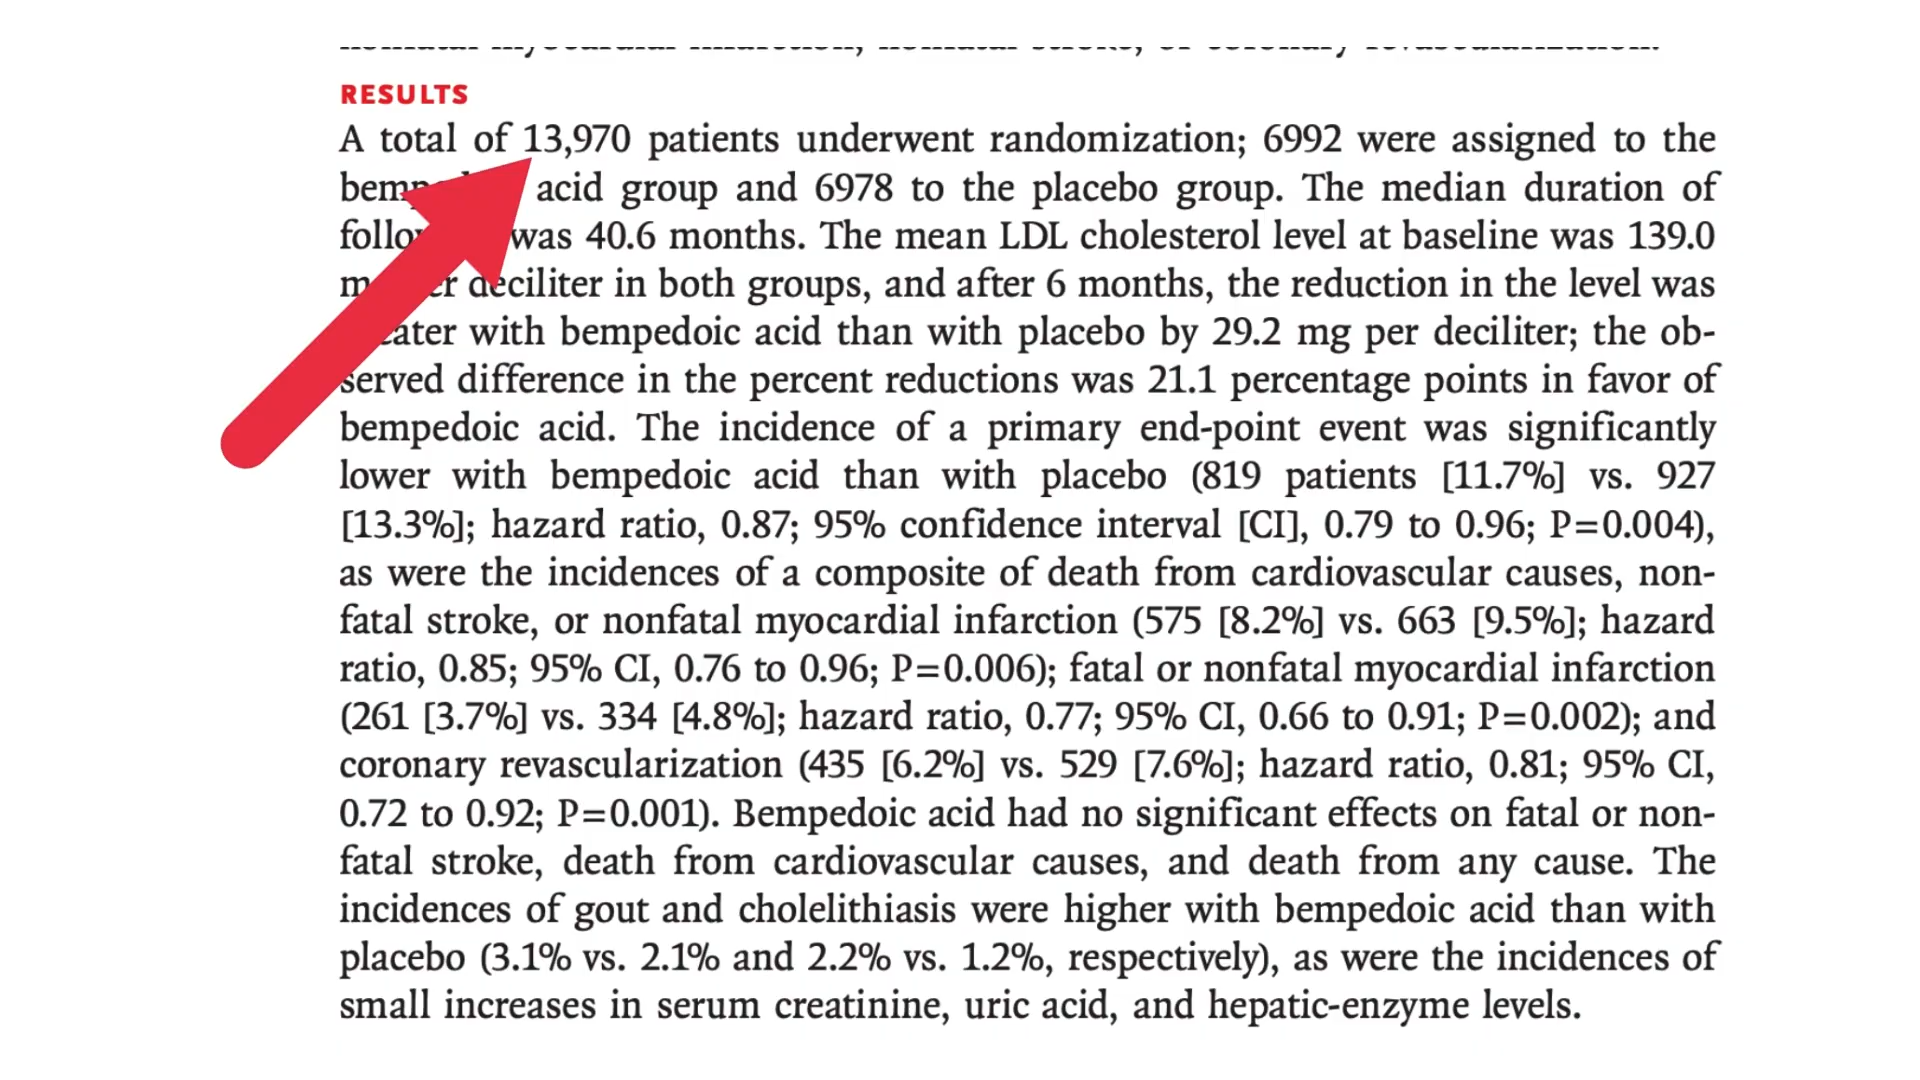 RESULTS
A total of 13,970 patients underwent randomization; 6992 were assigned to the
acid group and 6978 to the placebo group. The median duration of
was 40.6 months. The mean LDL cholesterol level at baseline was 139.0
deciliter in both groups, and after 6 months, the reduction in the level was
with bempedoic acid than with placebo by 29.2 mg per deciliter; the ob-
served difference in the percent reductions was 21.1 percentage points in favor of
bempedoic acid. The incidence of a primary end-point event was significantly
lower with bempedoic acid than with placebo (819 patients [11.7%] vs. 927
[13.3%]; hazard ratio, 0.87; 95% confidence interval [CI], 0.79 to 0.96; P=0.004),
as were the incidences of a composite of death from cardiovascular causes, non-
fatal stroke, or nonfatal myocardial infarction (575 [8.2%] vs. 663 [9.5%]; hazard
ratio, 0.85; 95% CI, 0.76 to 0.96; P=0.006); fatal or nonfatal myocardial infarction
(261 [3.7%] vs. 334 [4.8%]; hazard ratio, 0.77; 95% CI, 0.66 to 0.91; P=0.002); and
coronary revascularization (435 [6.2%] vs. 529 [7.6%]; hazard ratio, 0.81; 95% CI,
0.72 to 0.92; P=0.001). Bempedoic acid had no significant effects on fatal or non-
fatal stroke, death from cardiovascular causes, and death from any cause. The
incidences of gout and cholelithiasis were higher with bempedoic acid than with
placebo (3.1% vs. 2.1% and 2.2% vs. 1.2%, respectively), as were the incidences of
small increases in serum creatinine, uric acid, and hepatic-enzyme levels.